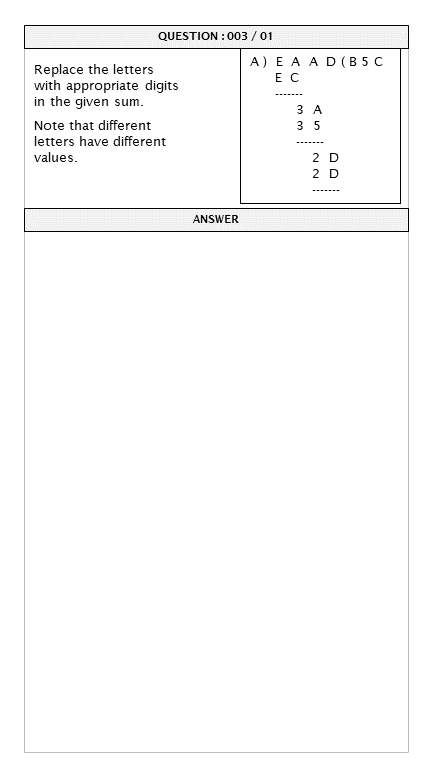 QUESTION : 003 / 01
Replace the letters
with appropriate digits
in the given sum.
Note that different
letters have different
values.
A ) E A A D ( B 5 C
E C
-------
3 A
3 5
-------
2 D
2 D
-------
ANSWER